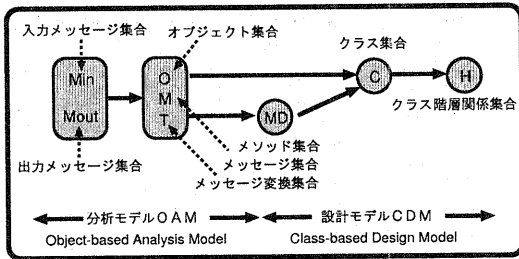 入力メッセージ集合
オブジェクト集合
クラス集合
Min
Mout
O
M
T
MD
C
H
クラス階層関係集合
メソッド集合
メッセージ集合
メッセージ変換集合
出力メッセージ集合
分析モデルOAM
設計モデルCDM
Object-based Analysis Model
Class-based Design Model